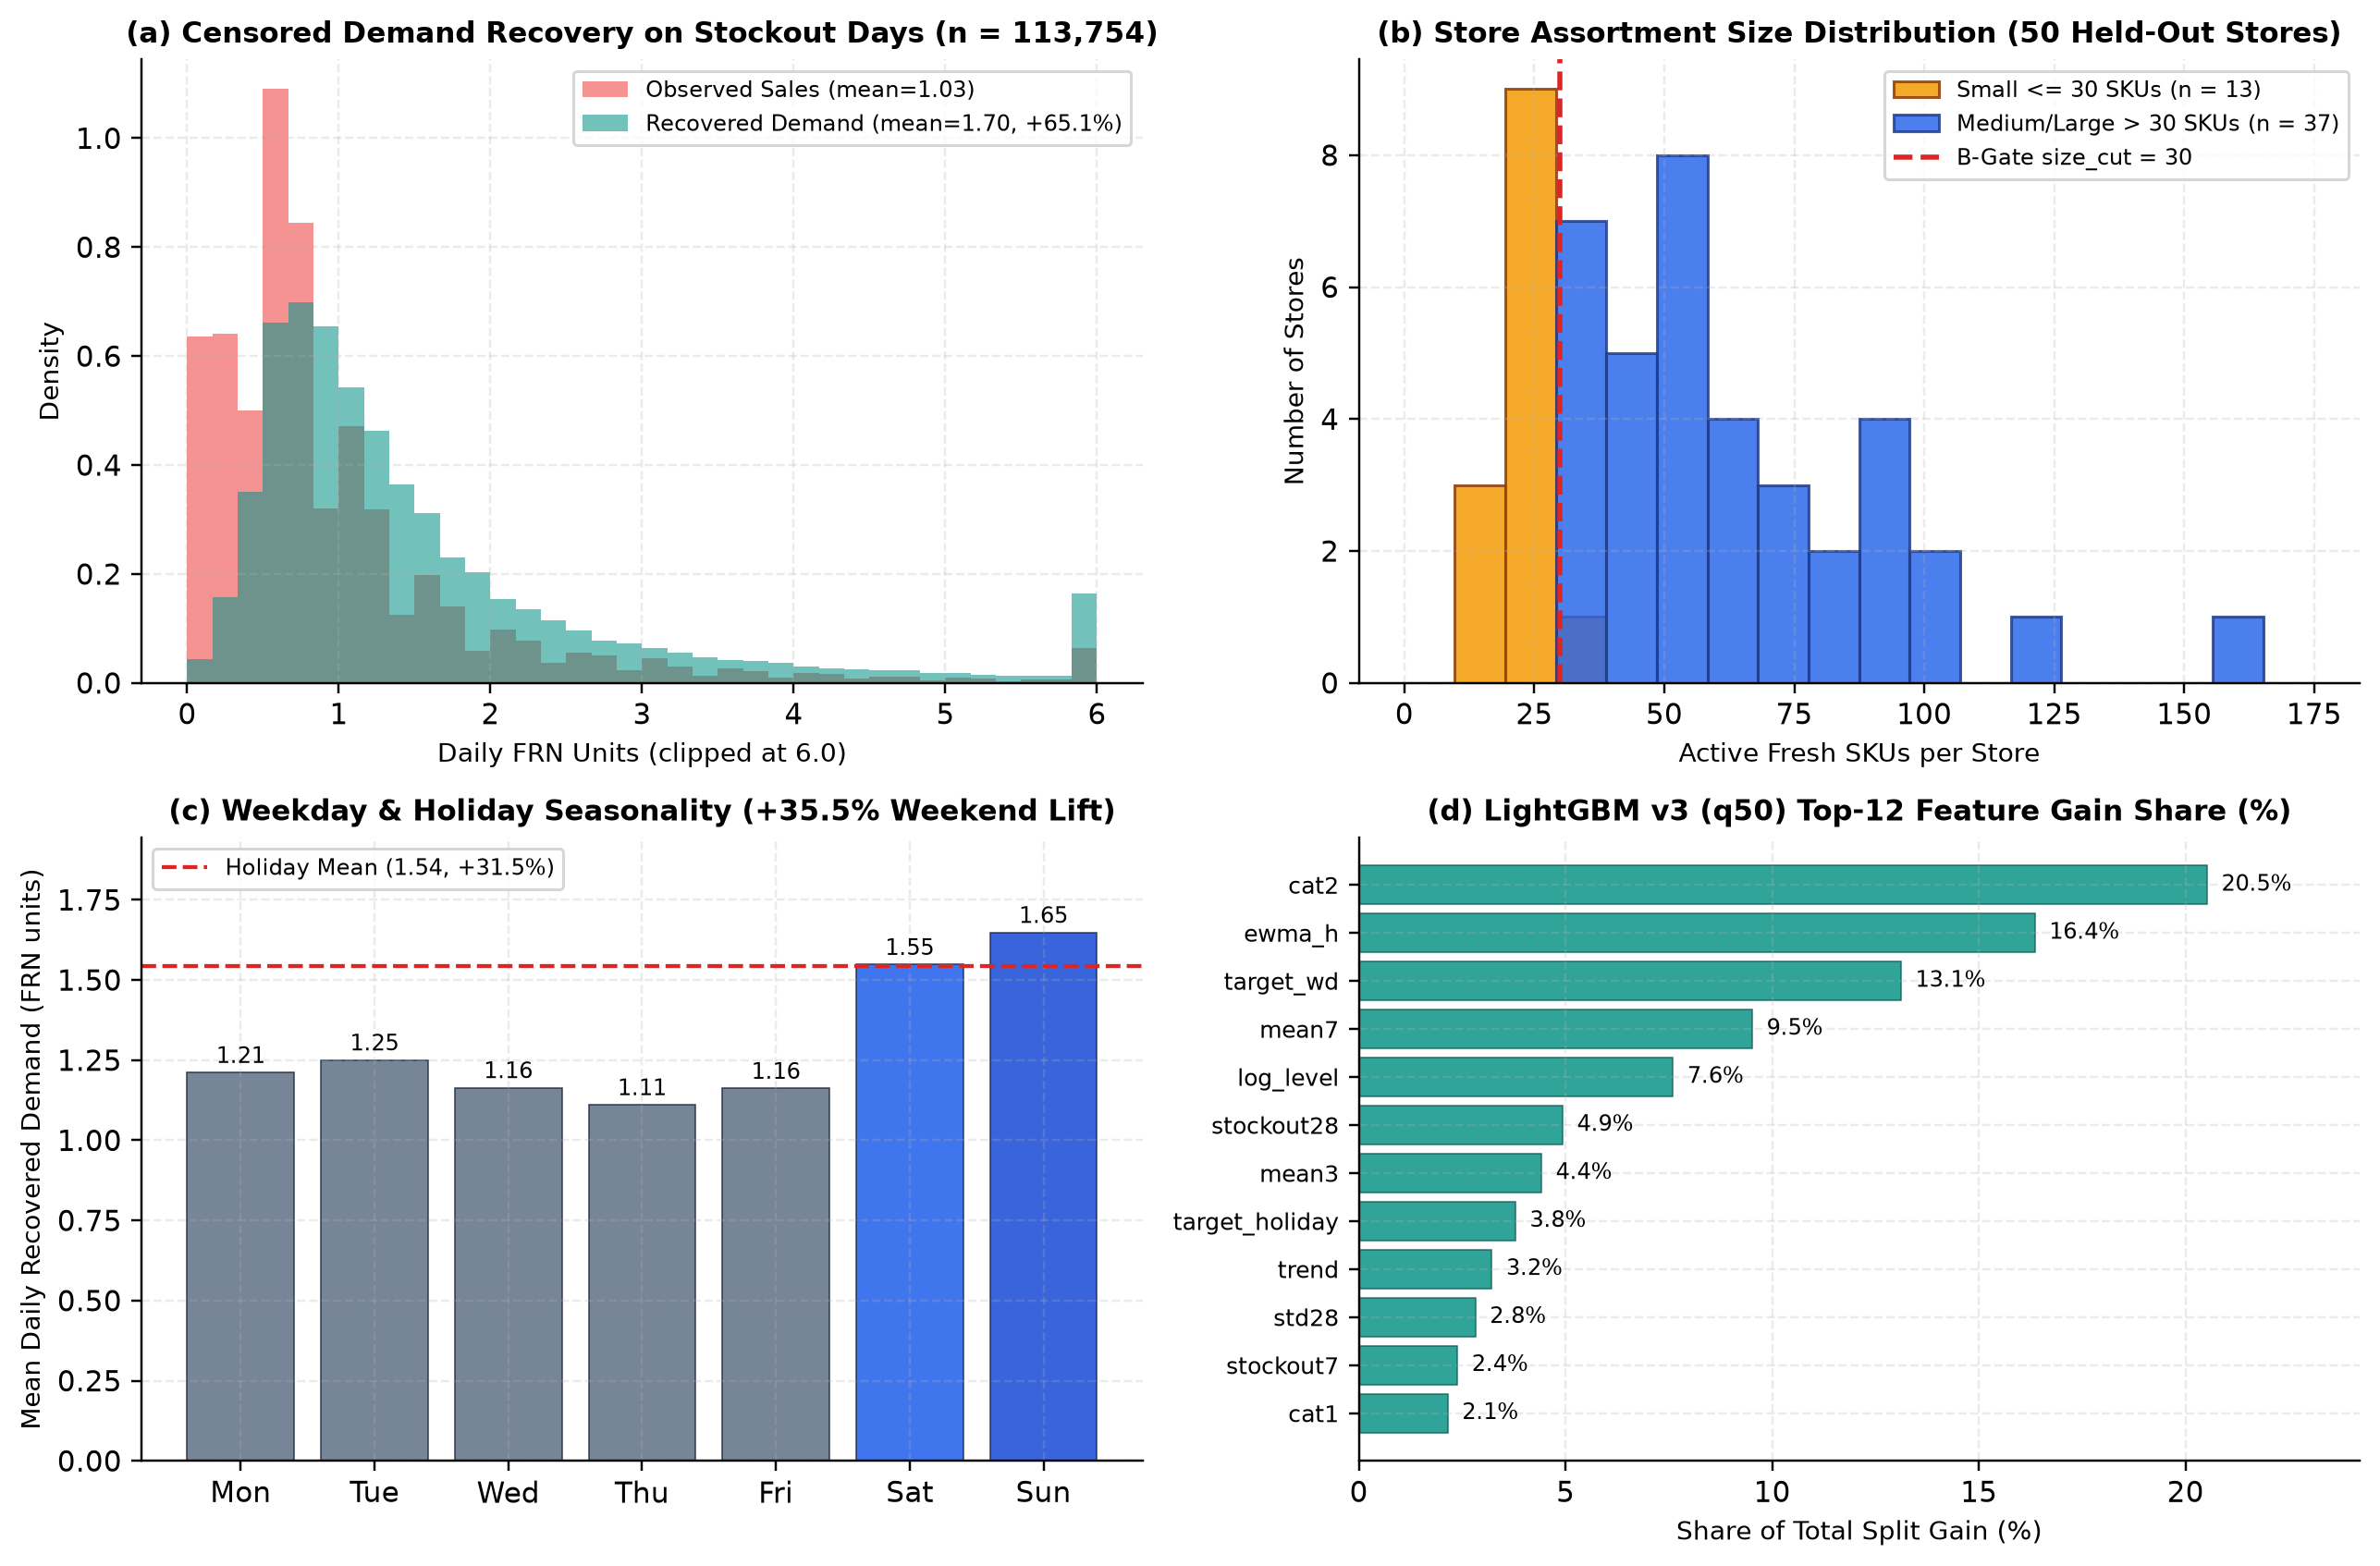 (a) Censored Demand Recovery on Stockout Days (n = 113,754)
Observed Sales (mean=1.03)
Recovered Demand (mean=1.70, +65.1%)
Density
1.0
0.8
0.6
0.4
0.2
0.0
0 1 2 3 4 5 6
Daily FRN Units (clipped at 6.0)
(b) Store Assortment Size Distribution (50 Held-Out Stores)
Small <= 30 SKUs (n = 13)
Medium/Large > 30 SKUs (n = 37)
B-Gate size_cut = 30
Number of Stores
8
6
4
2
0
0 25 50 75 100 125 150 175
Active Fresh SKUs per Store
(c) Weekday & Holiday Seasonality (+35.5% Weekend Lift)
Holiday Mean (1.54, +31.5%)
Mean Daily Recovered Demand (FRN units)
1.75
1.50
1.25
1.00
0.75
0.50
0.25
0.00
1.21 1.25 1.16 1.11 1.16 1.55 1.65
Mon Tue Wed Thu Fri Sat Sun
(d) LightGBM v3 (q50) Top-12 Feature Gain Share (%)
cat2 20.5%
ewma_h 16.4%
target_wd 13.1%
mean7 9.5%
log_level 7.6%
stockout28 4.9%
mean3 4.4%
target_holiday 3.8%
trend 3.2%
std28 2.8%
stockout7 2.4%
cat1 2.1%
0 5 10 15 20
Share of Total Split Gain (%)